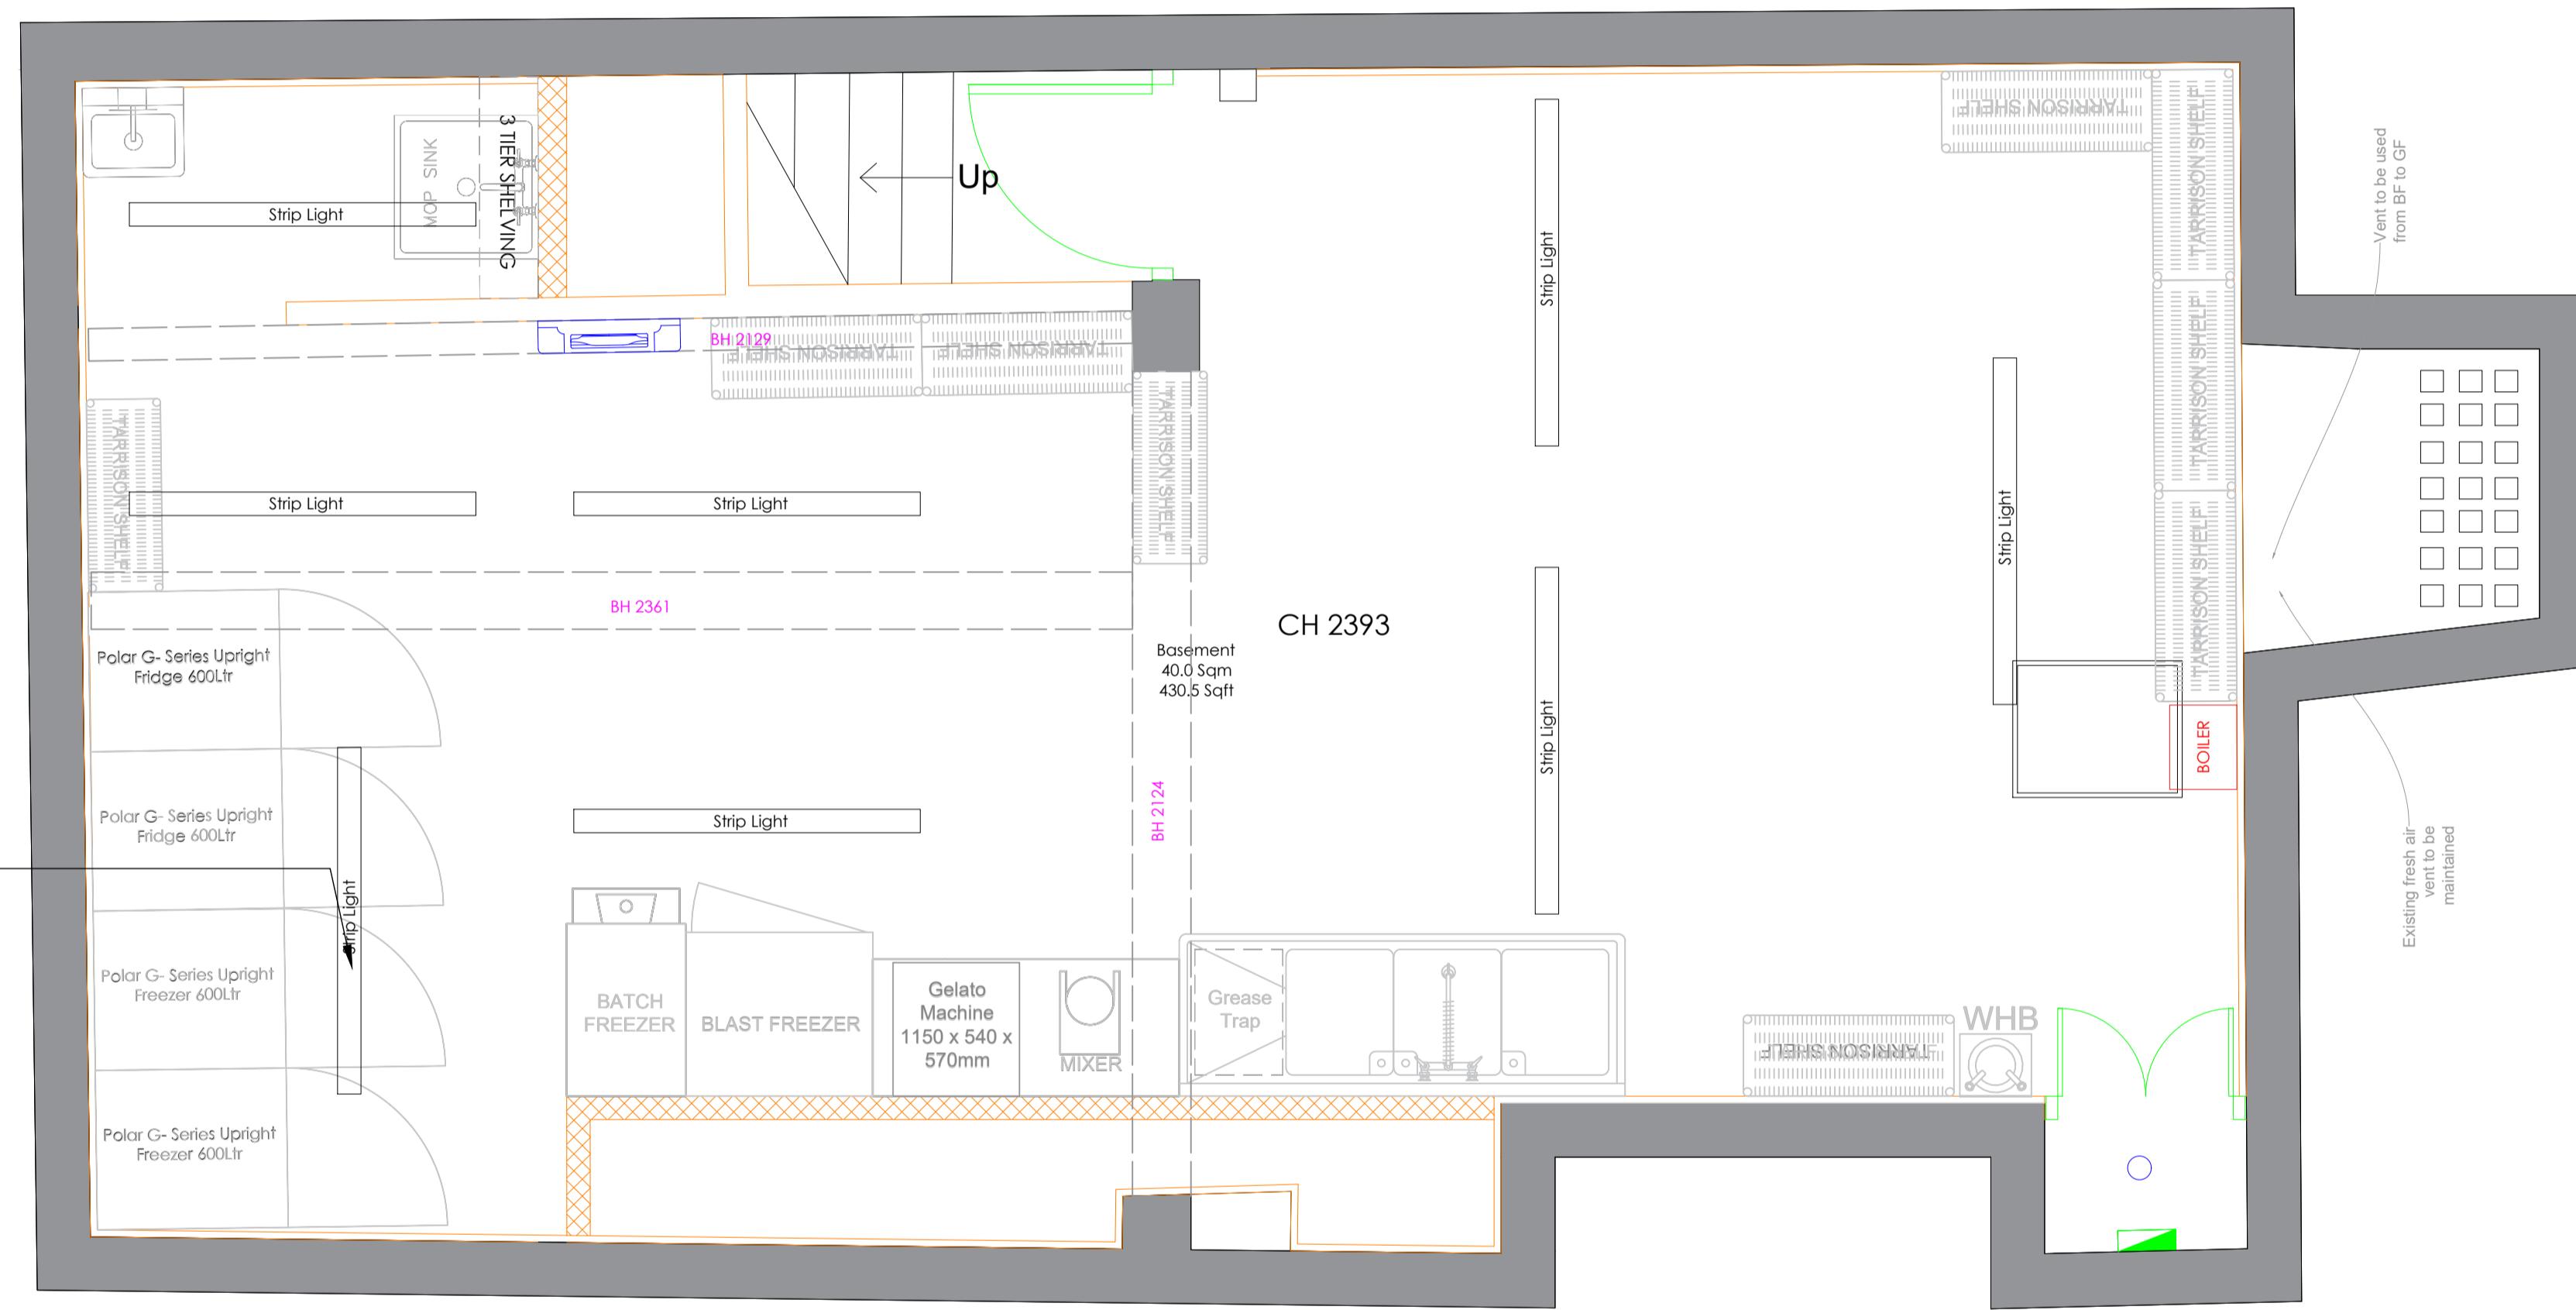 MOP SINK
3 TIER SHELVING
Strip Light
Up
Strip Light
TARRISON SHELF
TARRISON SHELF
TARRISON SHELF
TARRISON SHELF
Vent to be used
from BF to GF
BH 2129
TARRISON SHELF
TARRISON SHELF
TARRISON SHELF
TARRISON SHELF
Strip Light
Strip Light
Strip Light
BH 2361
CH 2393
Basement
40.0 Sqm
430.5 Sqft
Polar G- Series Upright
Fridge 600Ltr
Polar G- Series Upright
Fridge 600Ltr
Polar G- Series Upright
Freezer 600Ltr
Polar G- Series Upright
Freezer 600Ltr
Strip Light
Strip Light
BH 2124
Strip Light
BOILER
Existing fresh air
vent to be
maintained
BATCH
FREEZER
BLAST FREEZER
Gelato
Machine
1150 x 540 x
570mm
MIXER
Grease
Trap
TARRISON SHELF
WHB